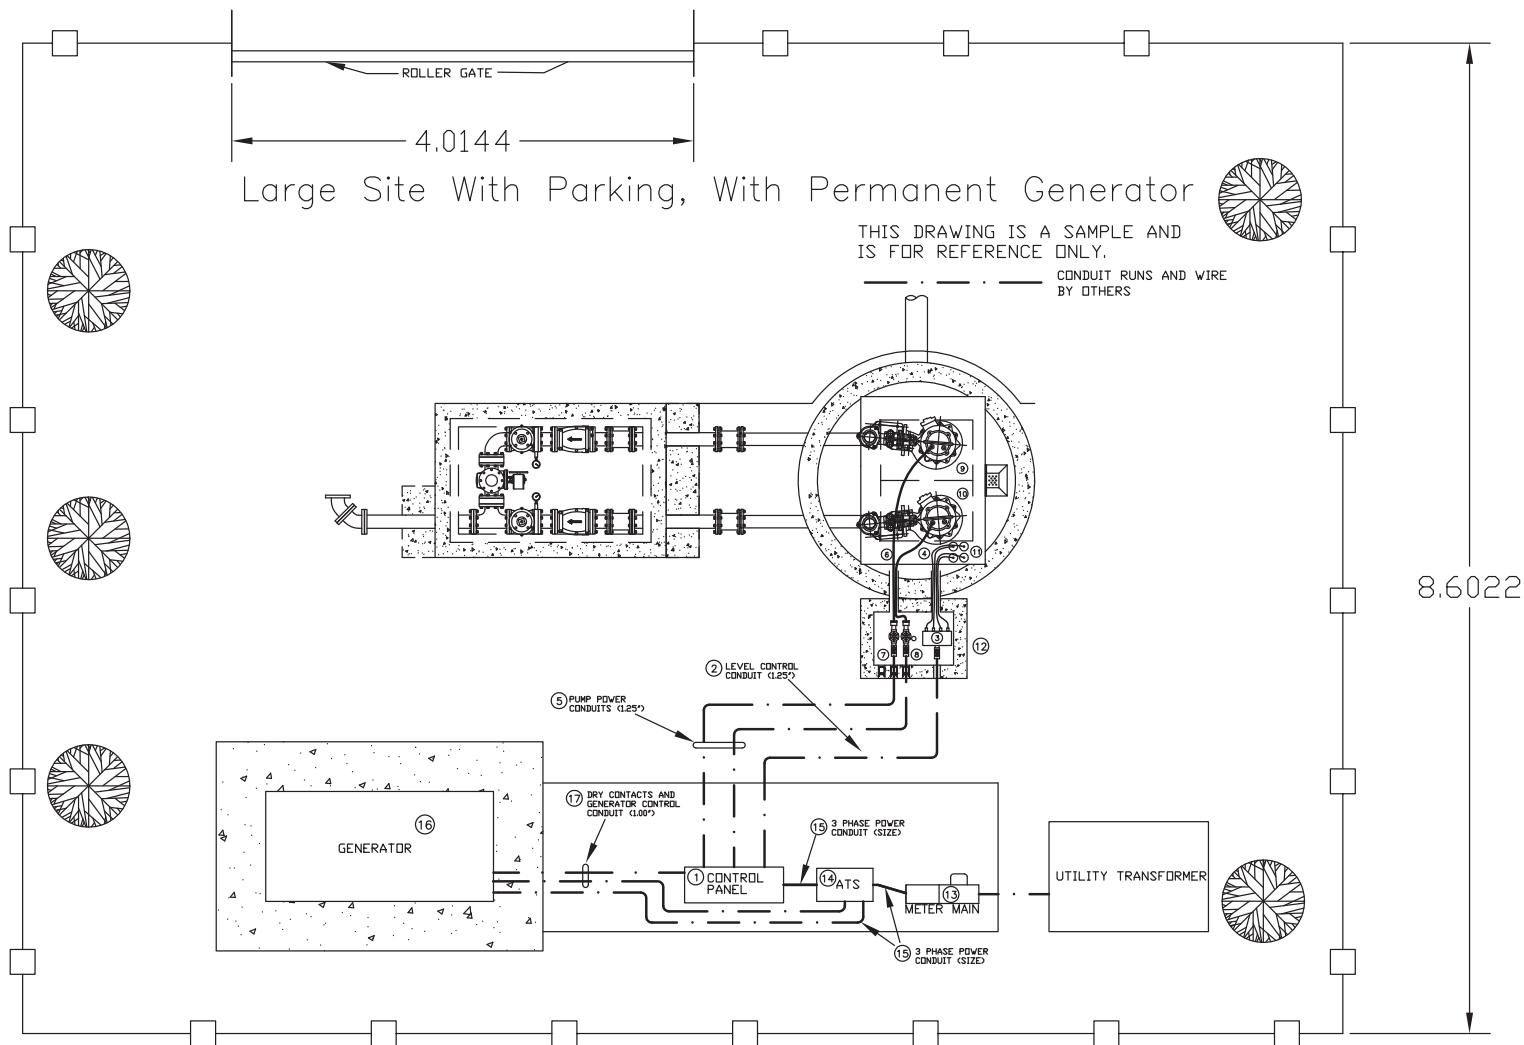 ROLLER GATE
4.0144
Large Site With Parking, With Permanent Generator
THIS DRAWING IS A SAMPLE AND
IS FOR REFERENCE ONLY.
CONDUIT RUNS AND WIRE
BY OTHERS
9
10
6
4
11
8.6022
3
12
7
8
2 LEVEL CONTROL
CONDUIT (1.25")
5 PUMP POWER
CONDUITS (1.25")
17 DRY CONTACTS AND
GENERATOR CONTROL
CONDUIT (1.00")
16
GENERATOR
15 3 PHASE POWER
CONDUIT (SIZE)
1 CONTROL
PANEL
14 ATS
13
METER MAIN
UTILITY TRANSFORMER
15 3 PHASE POWER
CONDUIT (SIZE)